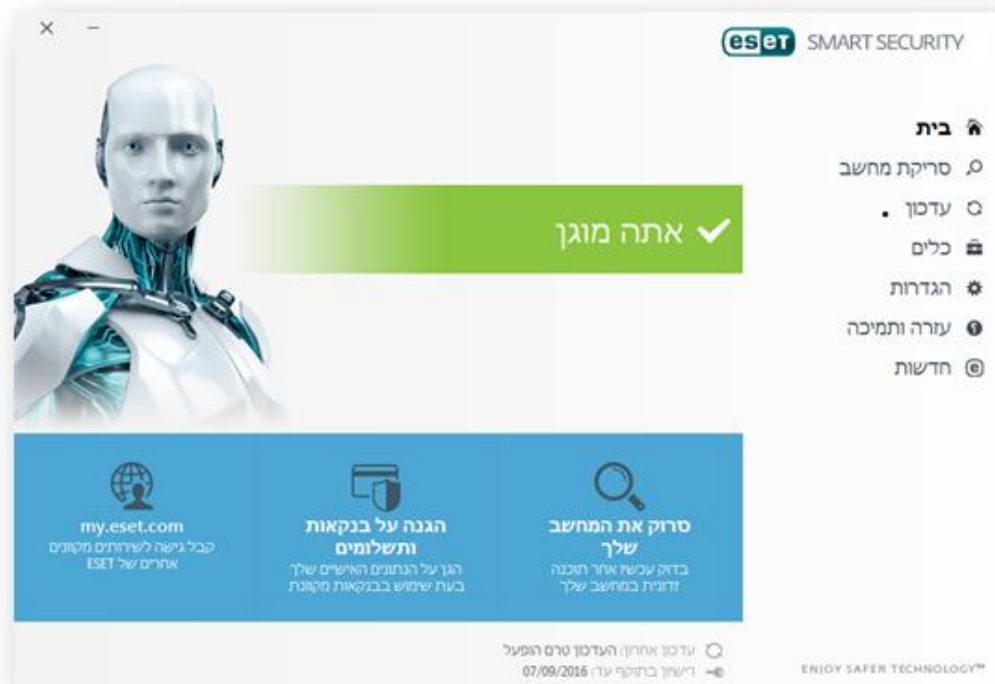 eset SMART SECURITY
בית
סריקת מחשב
עדכון
כלים
הגדרות
עזרה ותמיכה
חדשות
אתה מוגן
סרוק את המחשב
שלך
בדוק עכשיו אחר תוכנה
זדונית במחשב שלך
הגנה על בנקאות
ותשלומים
הגן על הנתונים האישיים שלך
בעת שימוש בבנקאות מקוונת
my.eset.com
קבל גישה לשירותים מקוונים
אחרים של ESET
עדכון אחרון: העדכון טרם הופעל
רישיון בתוקף עד: 07/09/2016
ENJOY SAFER TECHNOLOGY™